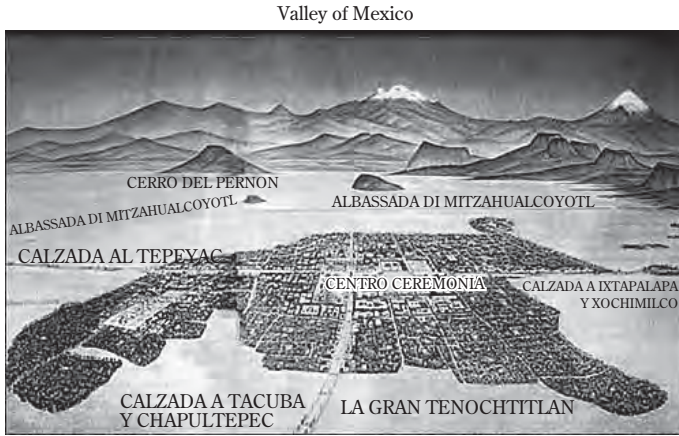 Valley of Mexico
CERRO DEL PERNON
ALBASSADA DI MITZAHUALCOYOTL
ALBASSADA DI MITZAHUALCOYOTL
CALZADA AL TEPEYAC
CENTRO CEREMONIA
CALZADA A IXTAPALAPA
Y XOCHIMILCO
CALZADA A TACUBA
Y CHAPULTEPEC
LA GRAN TENOCHTITLAN